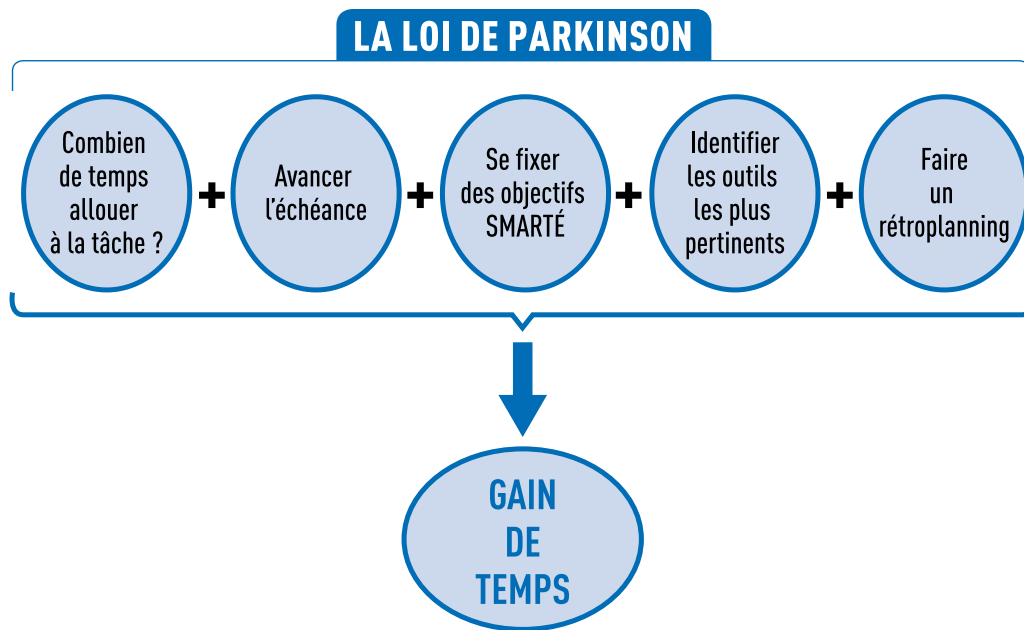 LA LOI DE PARKINSON
Combien
de temps
allouer
à la tâche ?
+
Avancer
l'échéance
+
Se fixer
des objectifs
SMARTÉ
+
Identifier
les outils
les plus
pertinents
+
Faire
un
rétroplanning
GAIN
DE
TEMPS